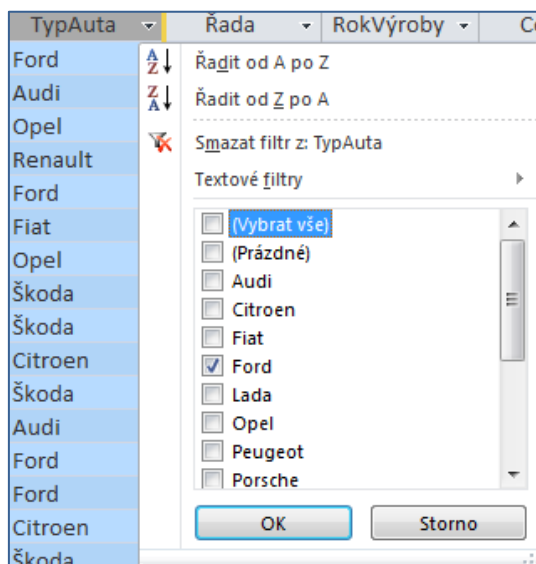 TypAuta Řada RokVýroby
Ford
Audi
Opel
Renault
Ford
Fiat
Opel
Škoda
Škoda
Citroen
Škoda
Audi
Ford
Ford
Citroen
Škoda
Řadit od A po Z
Řadit od Z po A
Smazat filtr z: TypAuta
Textové filtry
(Vybrat vše)
(Prázdné)
Audi
Citroen
Fiat
Ford
Lada
Opel
Peugeot
Porsche
OK Storno